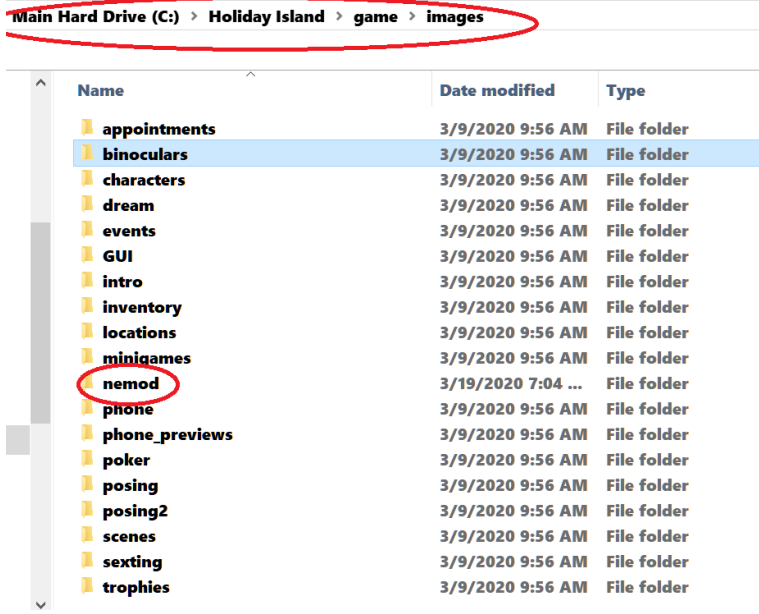 Main Hard Drive (C:) > Holiday Island > game > images
Name Date modified Type
appointments 3/9/2020 9:56 AM File folder
binoculars 3/9/2020 9:56 AM File folder
characters 3/9/2020 9:56 AM File folder
dream 3/9/2020 9:56 AM File folder
events 3/9/2020 9:56 AM File folder
GUI 3/9/2020 9:56 AM File folder
intro 3/9/2020 9:56 AM File folder
inventory 3/9/2020 9:56 AM File folder
locations 3/9/2020 9:56 AM File folder
minigames 3/9/2020 9:56 AM File folder
nemod 3/19/2020 7:04 ... File folder
phone 3/9/2020 9:56 AM File folder
phone_previews 3/9/2020 9:56 AM File folder
poker 3/9/2020 9:56 AM File folder
posing 3/9/2020 9:56 AM File folder
posing2 3/9/2020 9:56 AM File folder
scenes 3/9/2020 9:56 AM File folder
sexting 3/9/2020 9:56 AM File folder
trophies 3/9/2020 9:56 AM File folder